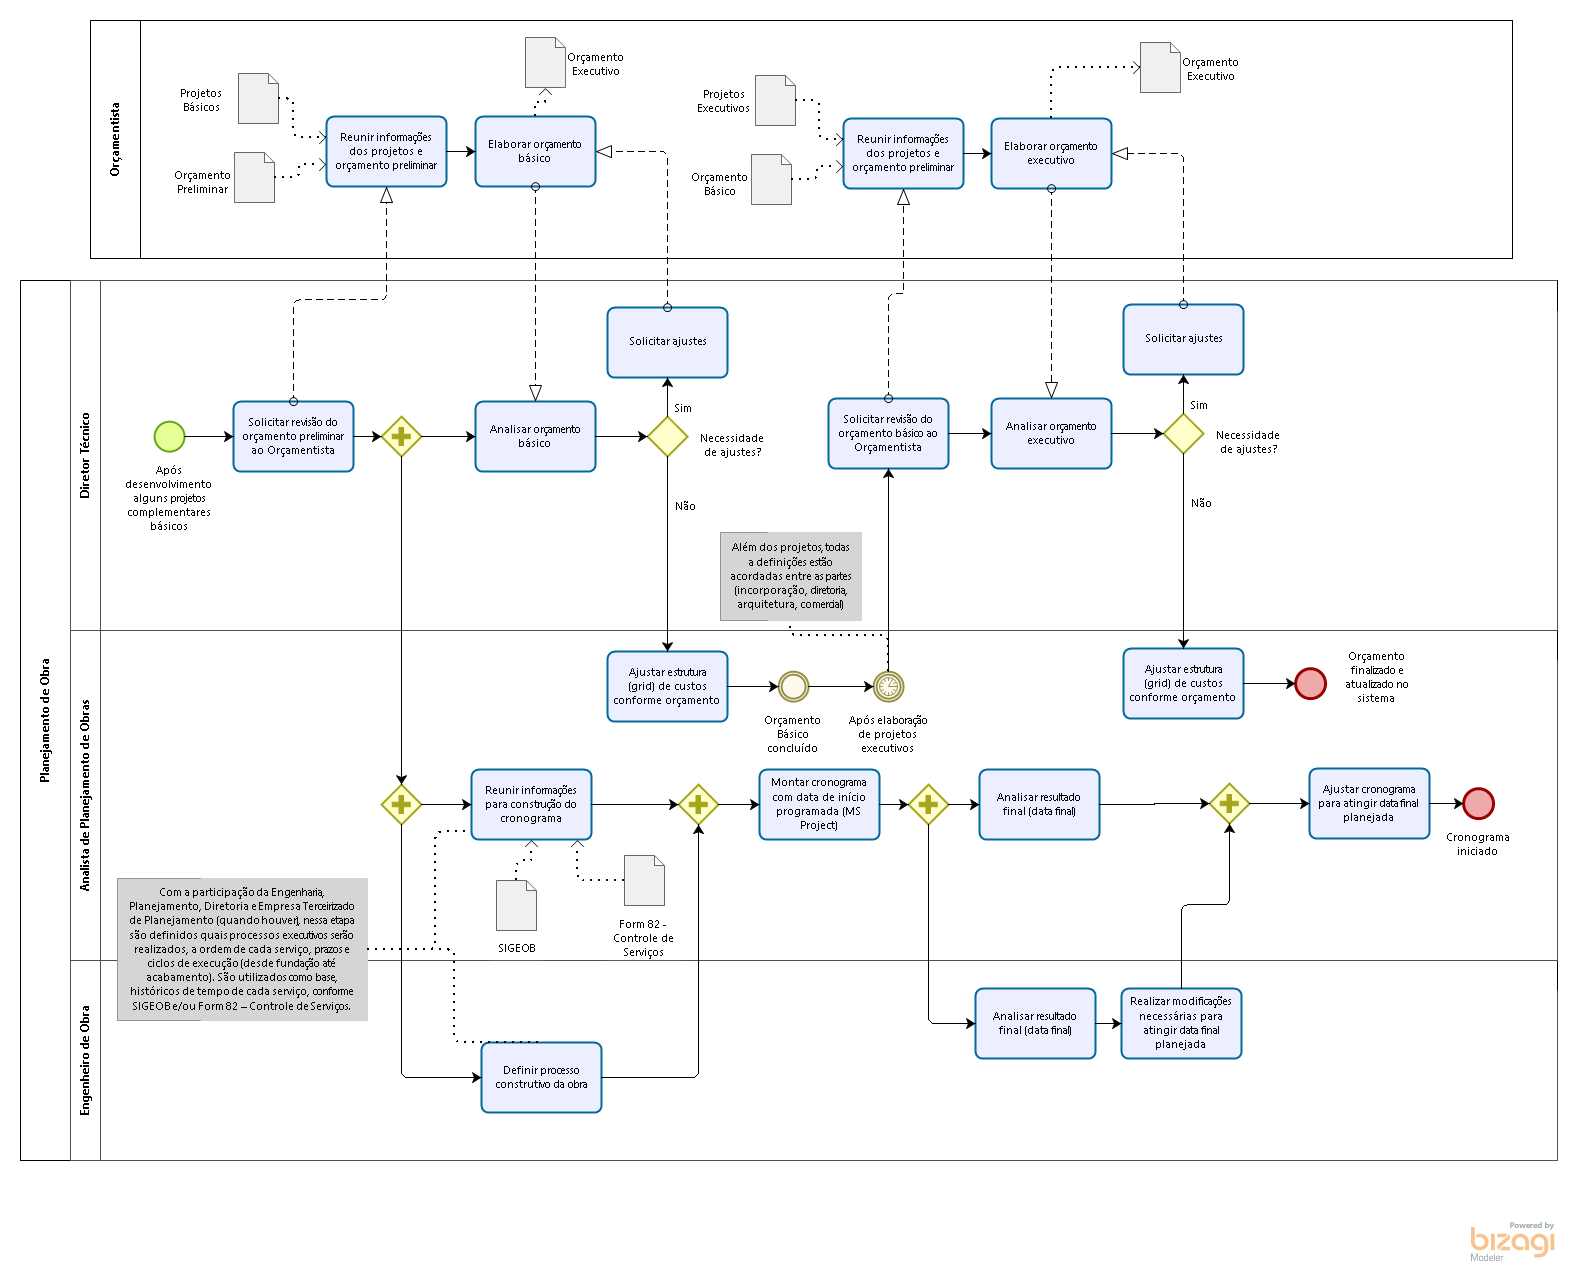 Orçamentista
Projetos
Básicos
Orçamento
Preliminar
Reunir informações
dos projetos e
orçamento preliminar
Elaborar orçamento
básico
Orçamento
Executivo
Projetos
Executivos
Orçamento
Básico
Reunir informações
dos projetos e
orçamento preliminar
Elaborar orçamento
executivo
Orçamento
Executivo
Planejamento de Obra
Diretor Técnico
Após
desenvolvimento
alguns projetos
complementares
básicos
Solicitar revisão do
orçamento preliminar
ao Orçamentista
Analisar orçamento
básico
Solicitar ajustes
Sim
Necessidade
de ajustes?
Não
Solicitar revisão do
orçamento básico ao
Orçamentista
Analisar orçamento
executivo
Solicitar ajustes
Sim
Necessidade
de ajustes?
Não
Além dos projetos, todas
a definições estão
acordadas entre as partes
(incorporação, diretoria,
arquitetura, comercial)
Analista de Planejamento de Obras
Ajustar estrutura
(grid) de custos
conforme orçamento
Orçamento
Básico
concluído
Após elaboração
de projetos
executivos
Ajustar estrutura
(grid) de custos
conforme orçamento
Orçamento
finalizado e
atualizado no
sistema
Reunir informações
para construção do
cronograma
SIGEOB
Form 82 -
Controle de
Serviços
Montar cronograma
com data de início
programada (MS
Project)
Analisar resultado
final (data final)
Ajustar cronograma
para atingir data final
planejada
Cronograma
iniciado
Com a participação da Engenharia,
Planejamento, Diretoria e Empresa Terceirizado
de Planejamento (quando houver), nessa etapa
são definidos quais processos executivos serão
realizados, a ordem de cada serviço, prazos e
ciclos de execução (desde fundação até
acabamento). São utilizados como base,
históricos de tempo de cada serviço, conforme
SIGEOB e/ou Form 82 – Controle de Serviços.
Engenheiro de Obra
Definir processo
construtivo da obra
Analisar resultado
final (data final)
Realizar modificações
necessárias para
atingir data final
planejada
Powered by
bizagi
Modeler